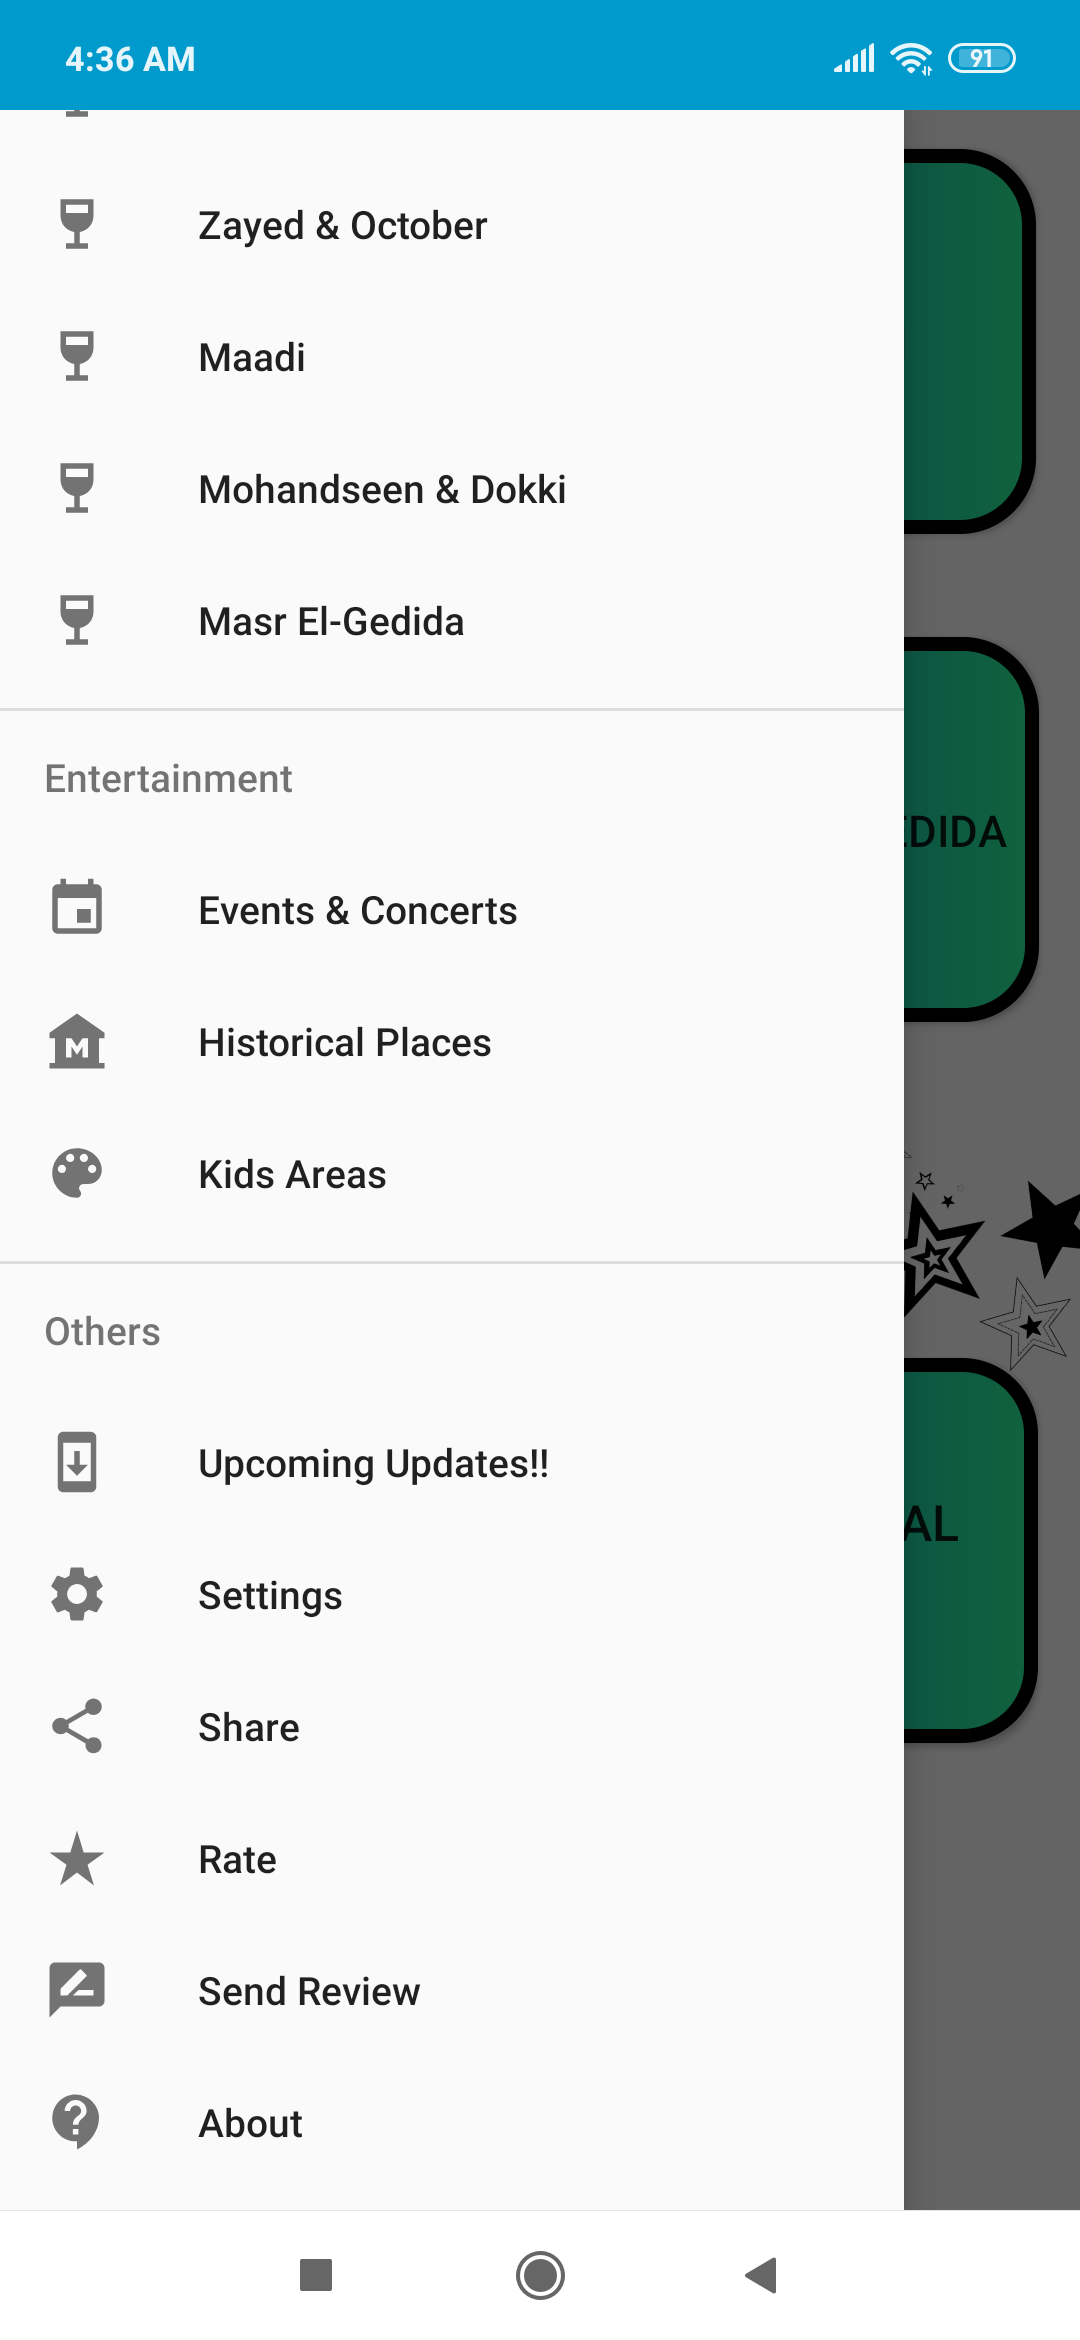 4:36 AM
91
Zayed & October
Maadi
Mohandseen & Dokki
Masr El-Gedida
Entertainment
EDIDA
Events & Concerts
Historical Places
Kids Areas
Others
Upcoming Updates!!
AL
Settings
Share
Rate
Send Review
About